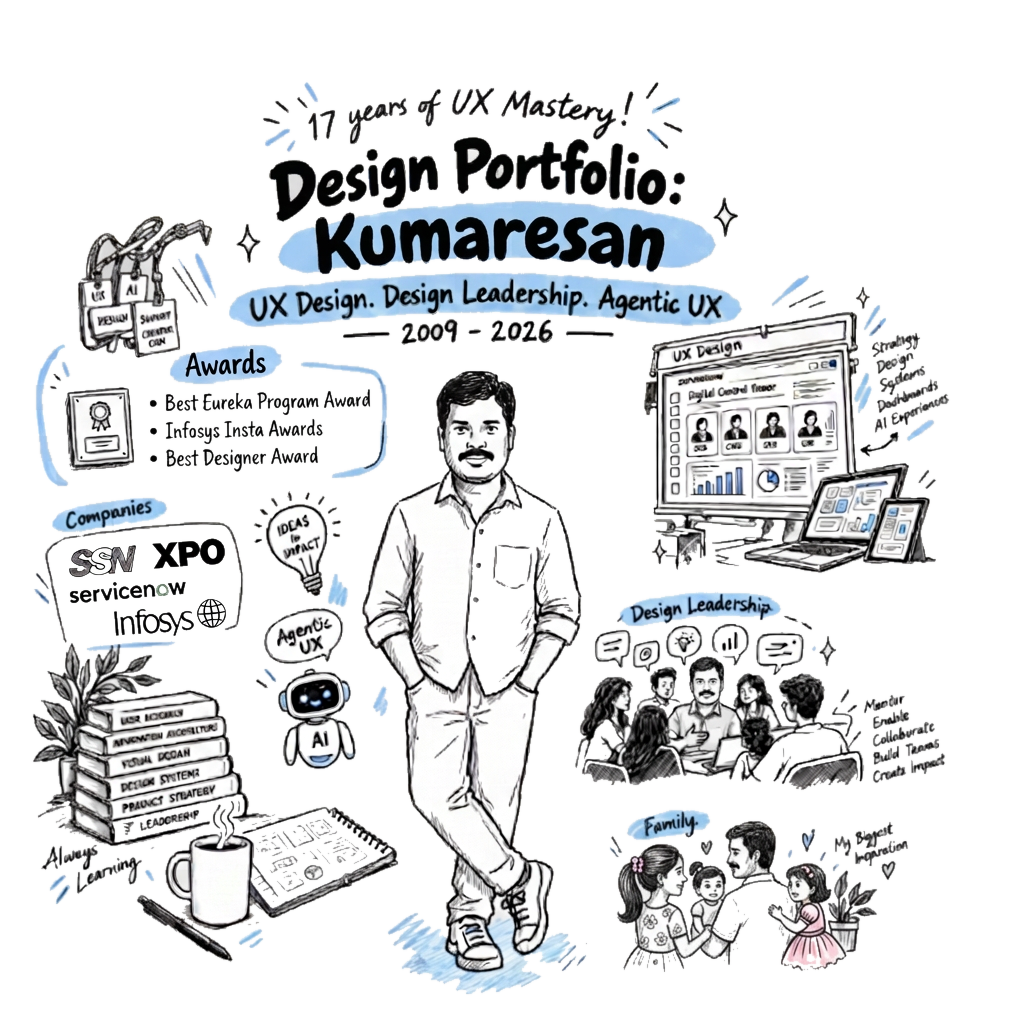 17 years of UX Mastery!
Design Portfolio:
Kumaresan
UX Design. Design Leadership. Agentic UX
2009 - 2026
UX
AI
DESIGN
Awards
• Best Eureka Program Award
• Infosys Insta Awards
• Best Designer Award
Companies
SSN XPO
servicenow
Infosys
IDEAS
to
IMPACT
Agentic
UX
AI
UX Design
Digital Control Tower
Strategy
Design
Systems
Dashboards
AI Experiences
Design Leadership
Mentor
Enable
Collaborate
Build Teams
Create Impact
USER RESEARCH
INFORMATION ARCHITECTURE
VISUAL DESIGN
DESIGN SYSTEMS
PRODUCT STRATEGY
LEADERSHIP
Always
Learning
Family
My Biggest
Inspiration